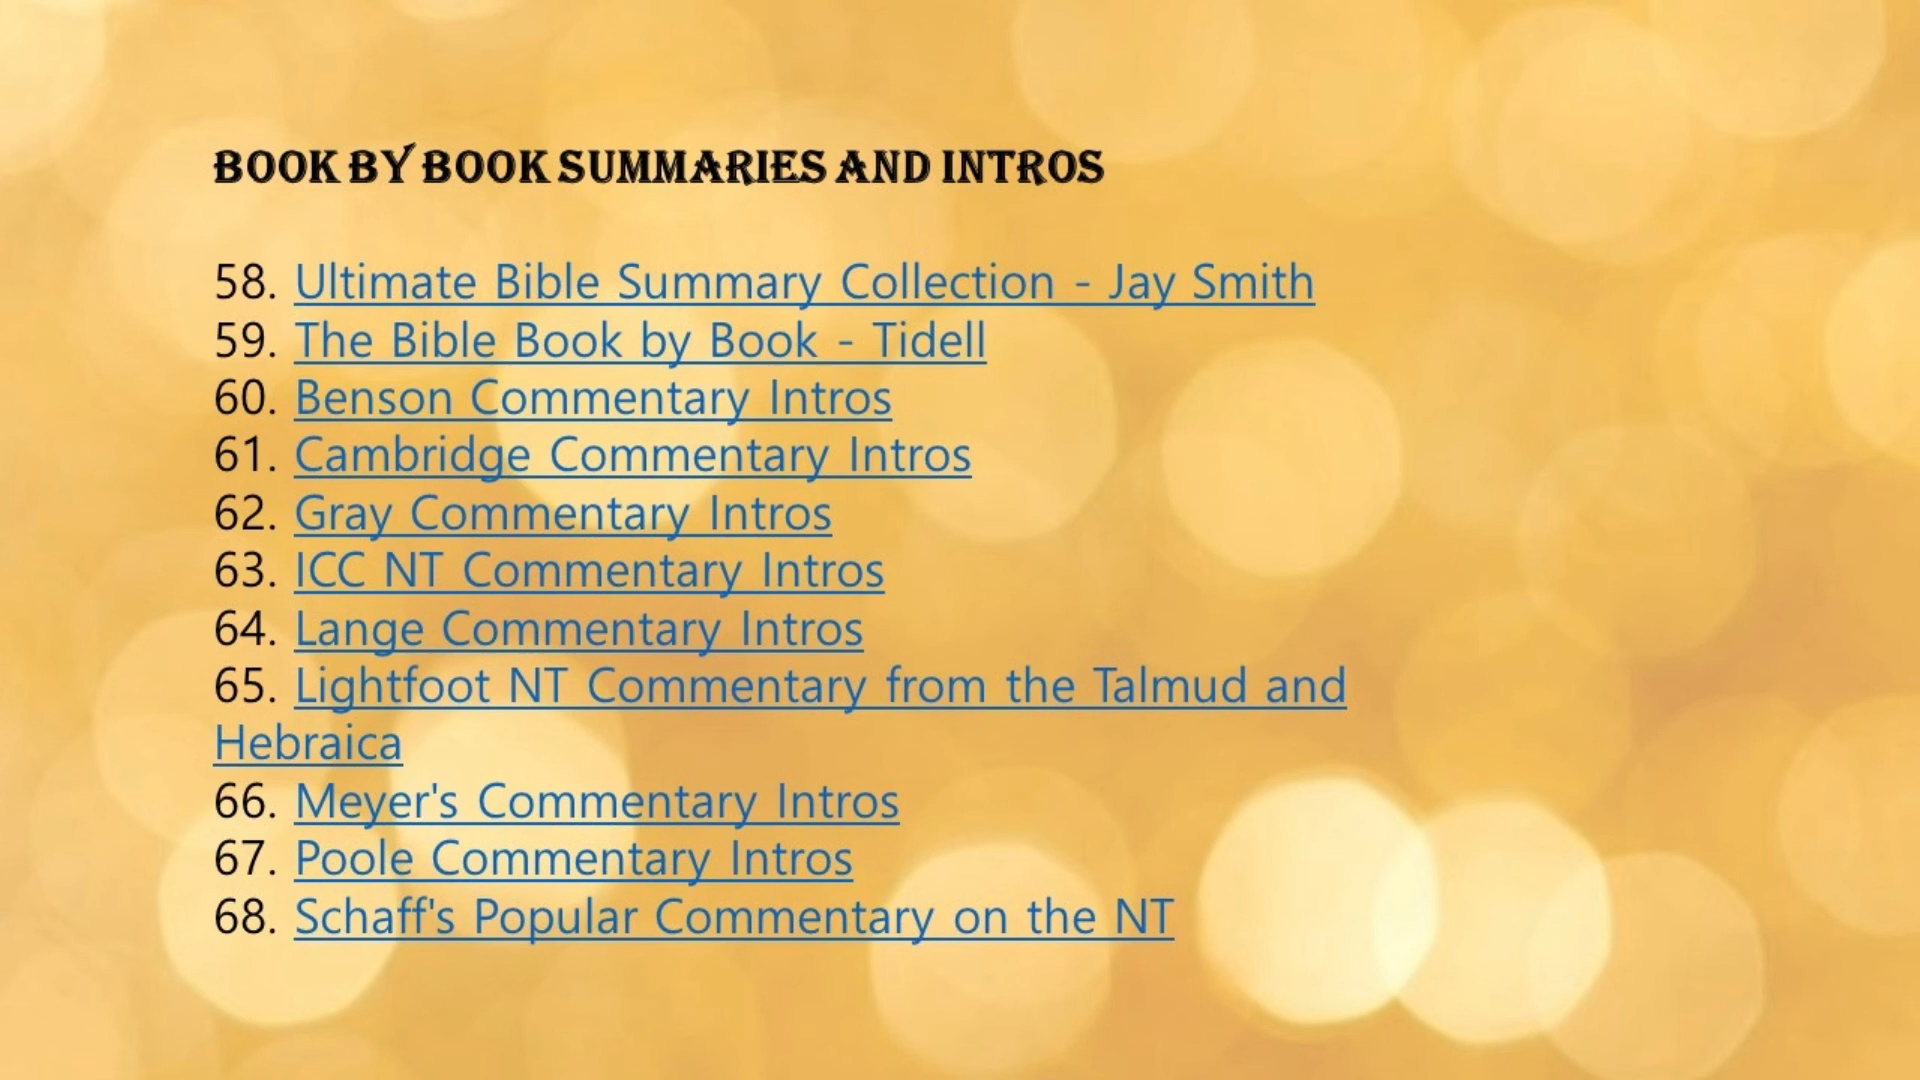 BOOK BY BOOK SUMMARIES AND INTROS
58. Ultimate Bible Summary Collection - Jay Smith
59. The Bible Book by Book - Tidell
60. Benson Commentary Intros
61. Cambridge Commentary Intros
62. Gray Commentary Intros
63. ICC NT Commentary Intros
64. Lange Commentary Intros
65. Lightfoot NT Commentary from the Talmud and
Hebraica
66. Meyer's Commentary Intros
67. Poole Commentary Intros
68. Schaff's Popular Commentary on the NT